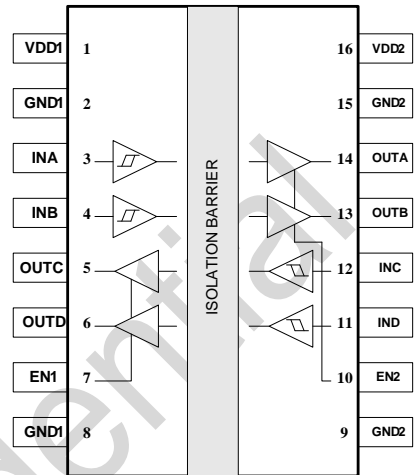 VDD1 1 16 VDD2
GND1 2 15 GND2
INA 3 14 OUTA
INB 4 13 OUTB
OUTC 5 12 INC
OUTD 6 11 IND
EN1 7 10 EN2
GND1 8 9 GND2
ISOLATION BARRIER
dential